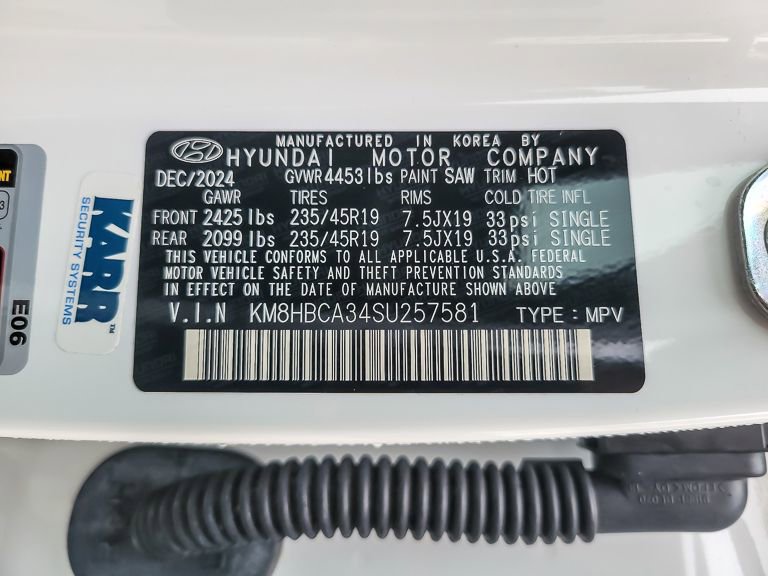 MANUFACTURED IN KOREA BY
HYUNDAI MOTOR COMPANY
DEC/2024 GVWR 4453lbs PAINT SAW TRIM HOT
GAWR TIRES RIMS COLD TIRE INFL
FRONT 2425 lbs 235/45R19 7.5JX19 33psi SINGLE
REAR 2099 lbs 235/45R19 7.5JX19 33psi SINGLE
THIS VEHICLE CONFORMS TO ALL APPLICABLE U.S.A. FEDERAL
MOTOR VEHICLE SAFETY AND THEFT PREVENTION STANDARDS
IN EFFECT ON THE DATE OF MANUFACTURE SHOWN ABOVE
V.I.N KM8HBCA34SU257581 TYPE : MPV
KARR™
SECURITY SYSTEMS
E06